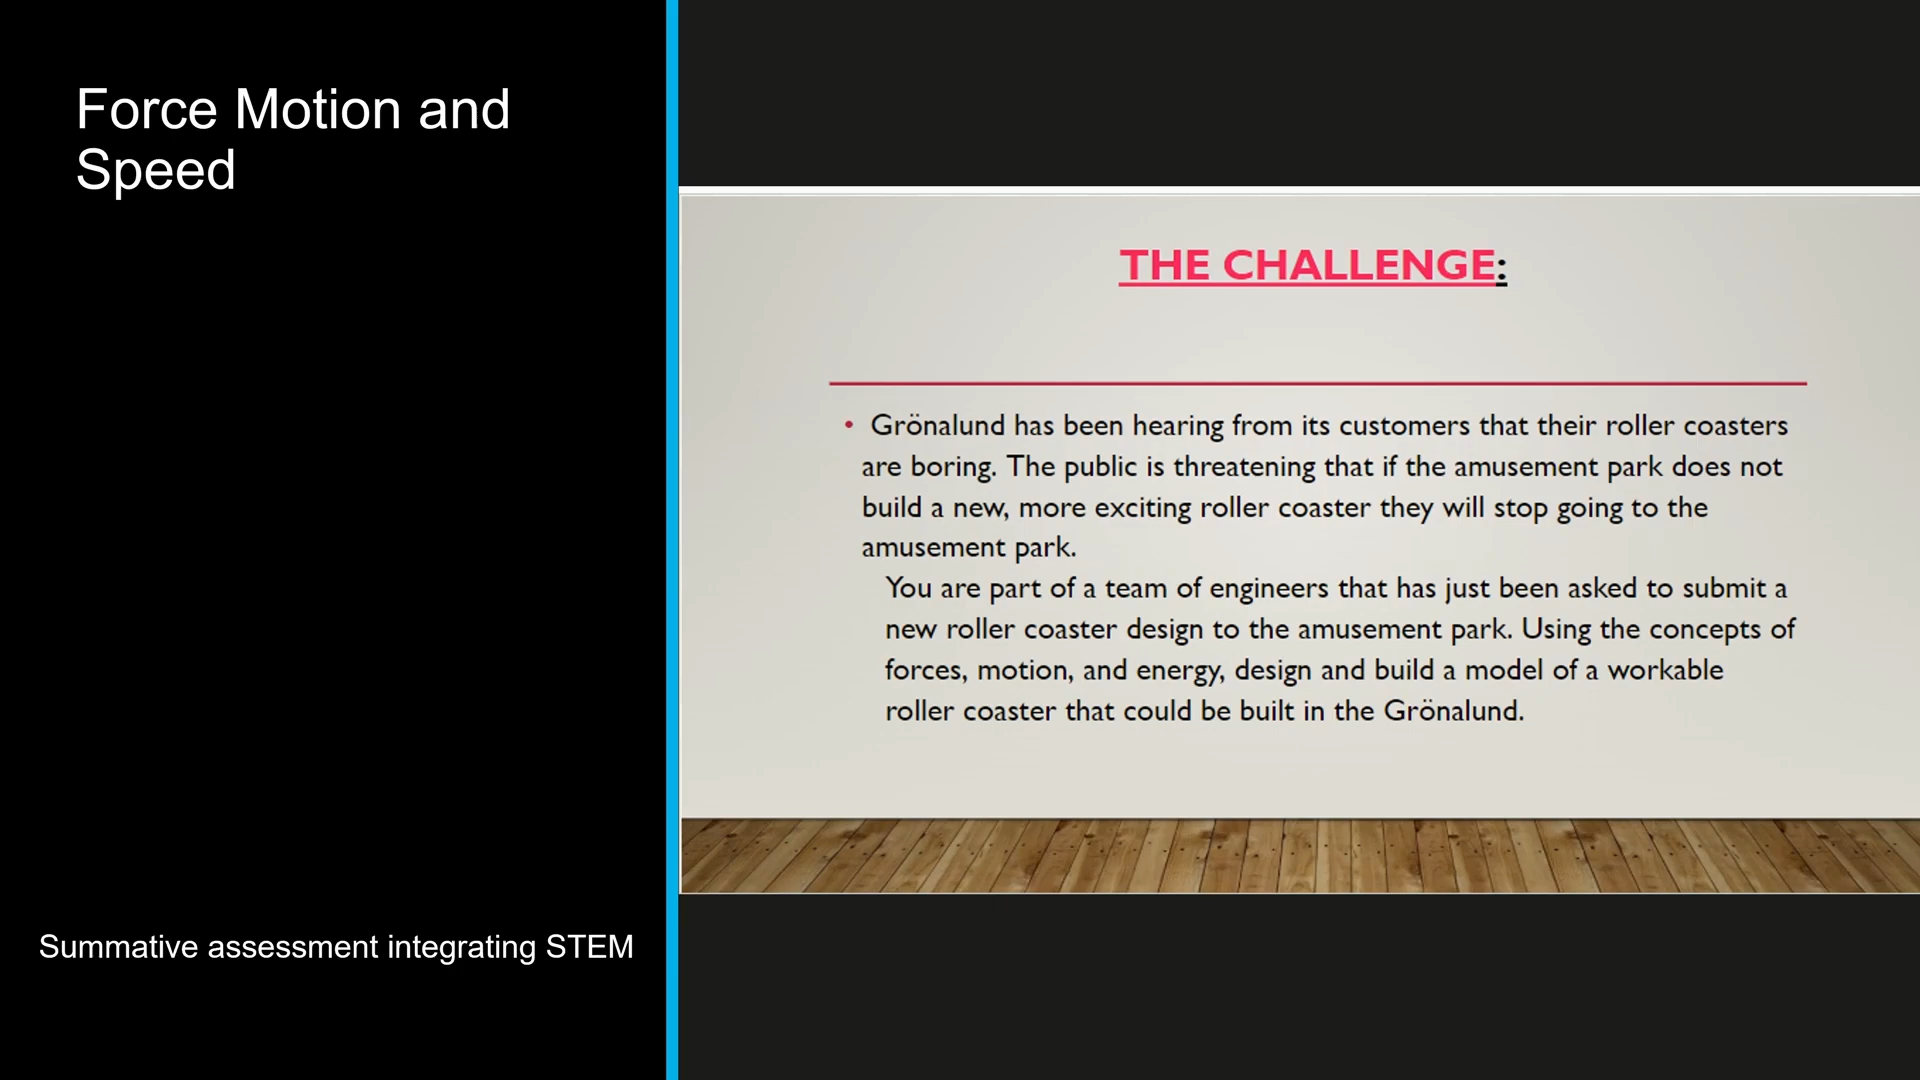 Force Motion and
Speed
Summative assessment integrating STEM
THE CHALLENGE:
• Grönalund has been hearing from its customers that their roller coasters
are boring. The public is threatening that if the amusement park does not
build a new, more exciting roller coaster they will stop going to the
amusement park.
You are part of a team of engineers that has just been asked to submit a
new roller coaster design to the amusement park. Using the concepts of
forces, motion, and energy, design and build a model of a workable
roller coaster that could be built in the Grönalund.